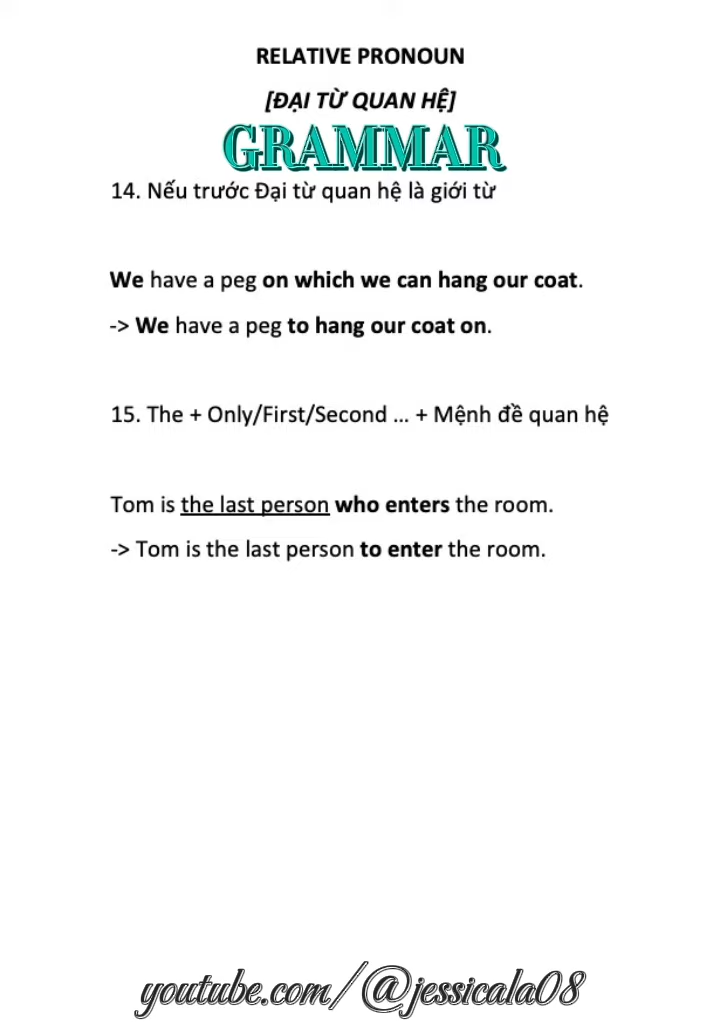 RELATIVE PRONOUN
[ĐẠI TỪ QUAN HỆ]
GRAMMAR
14. Nếu trước Đại từ quan hệ là giới từ
We have a peg on which we can hang our coat.
-> We have a peg to hang our coat on.
15. The + Only/First/Second ... + Mệnh đề quan hệ
Tom is the last person who enters the room.
-> Tom is the last person to enter the room.
youtube.com/@jessicala08